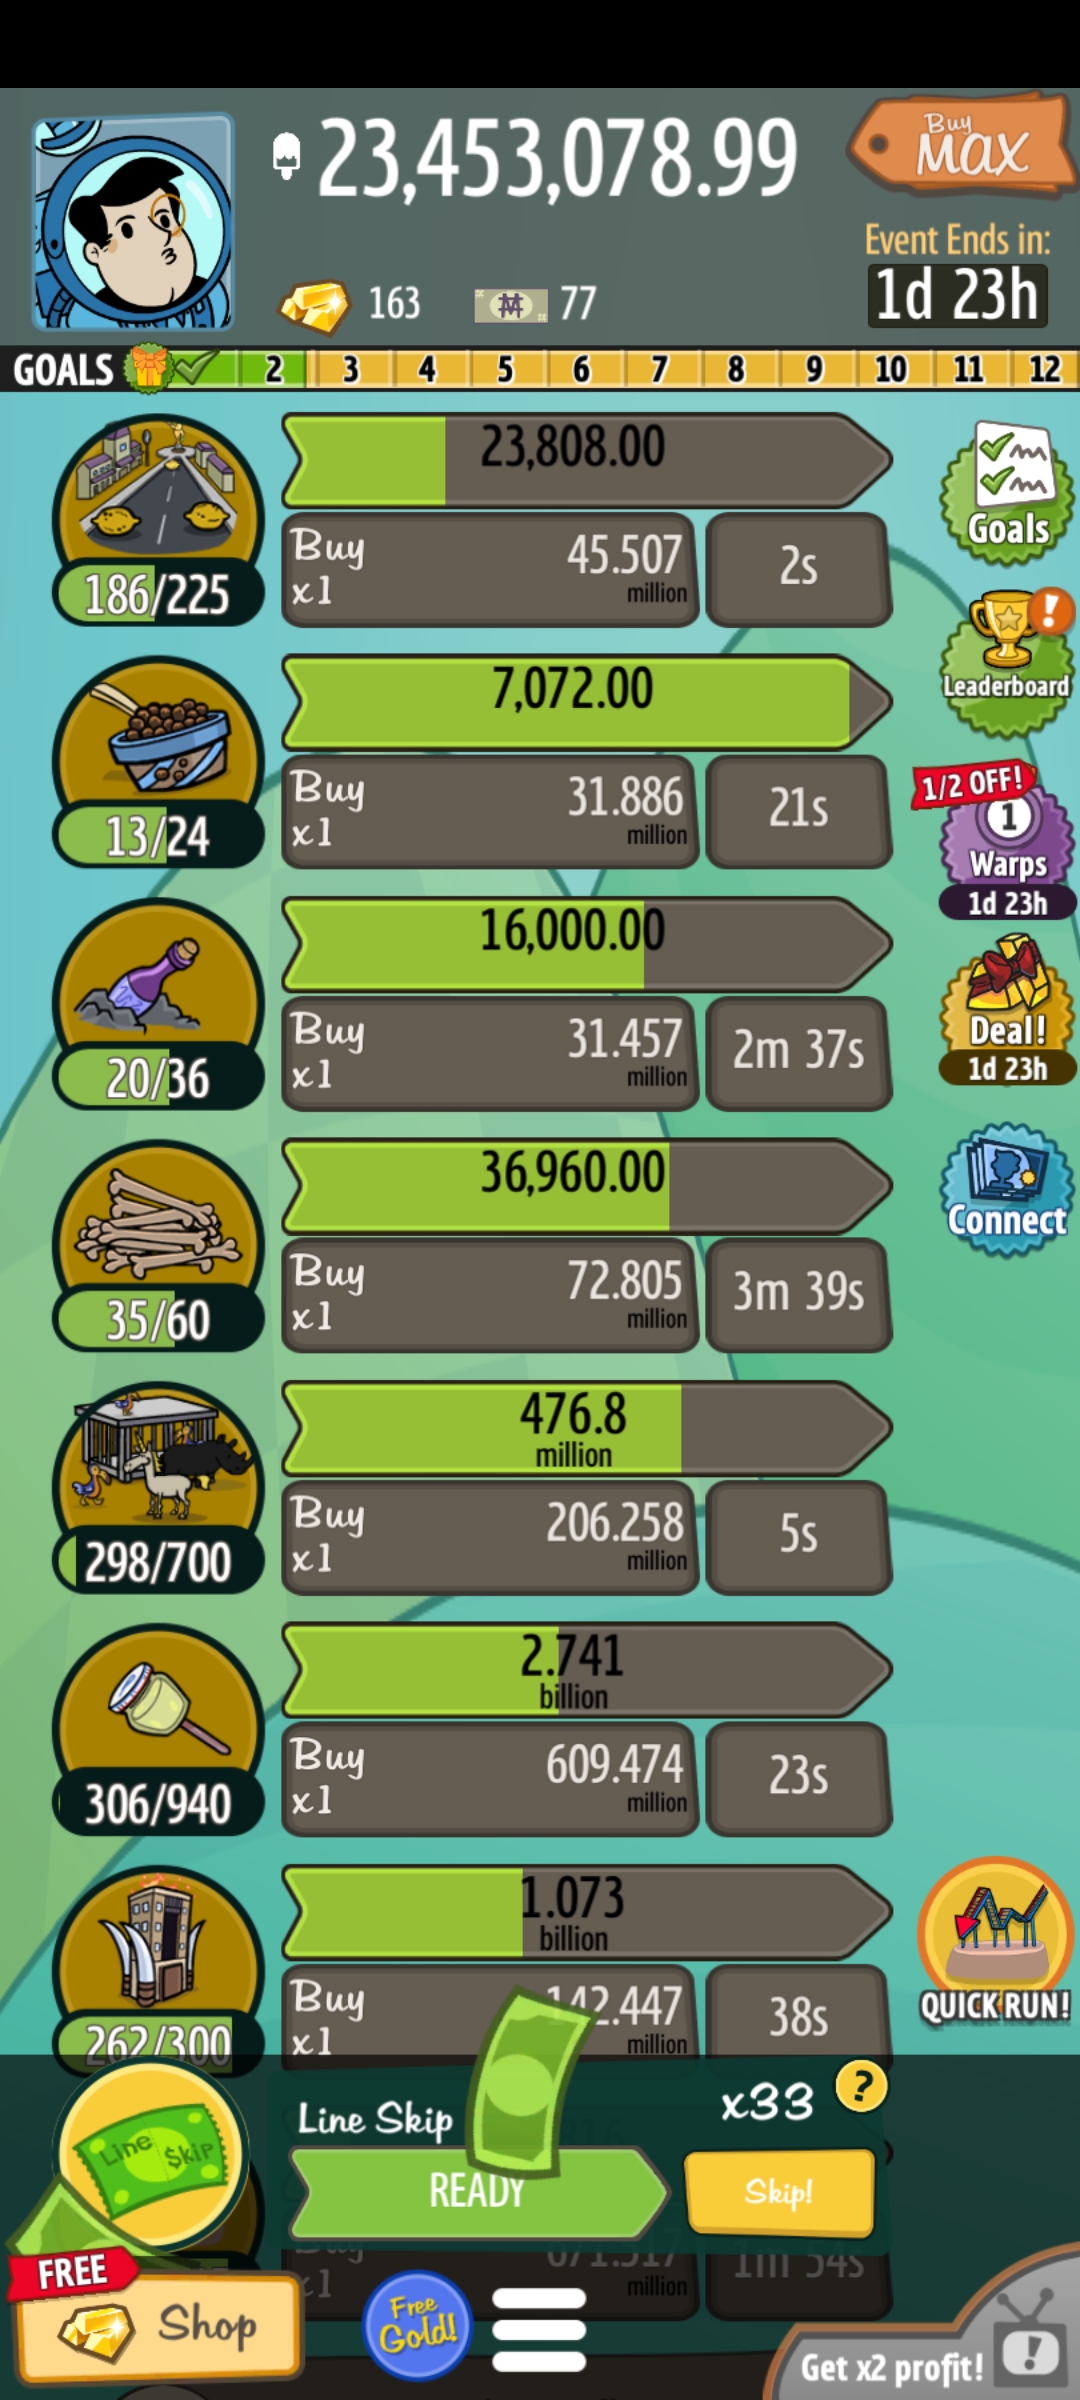 23,453,078.99
Buy
MAX
Event Ends in:
1d 23h
163
77
GOALS 2 3 4 5 6 7 8 9 10 11 12
23,808.00
Buy
x1
45.507
million
2s
186/225
Goals
7,072.00
Buy
x1
31.886
million
21s
13/24
Leaderboard
1/2 OFF!
1
Warps
1d 23h
16,000.00
Buy
x1
31.457
million
2m 37s
20/36
Deal!
1d 23h
36,960.00
Buy
x1
72.805
million
3m 39s
35/60
Connect
476.8
million
Buy
x1
206.258
million
5s
298/700
2.741
billion
Buy
x1
609.474
million
23s
306/940
1.073
billion
Buy
x1
142.447
million
38s
262/300
QUICK RUN!
Line Skip
x33
?
Line $kip
READY
Skip!
Buy
x1
671.517
million
1m 54s
FREE
Shop
Free
Gold!
Get x2 profit!